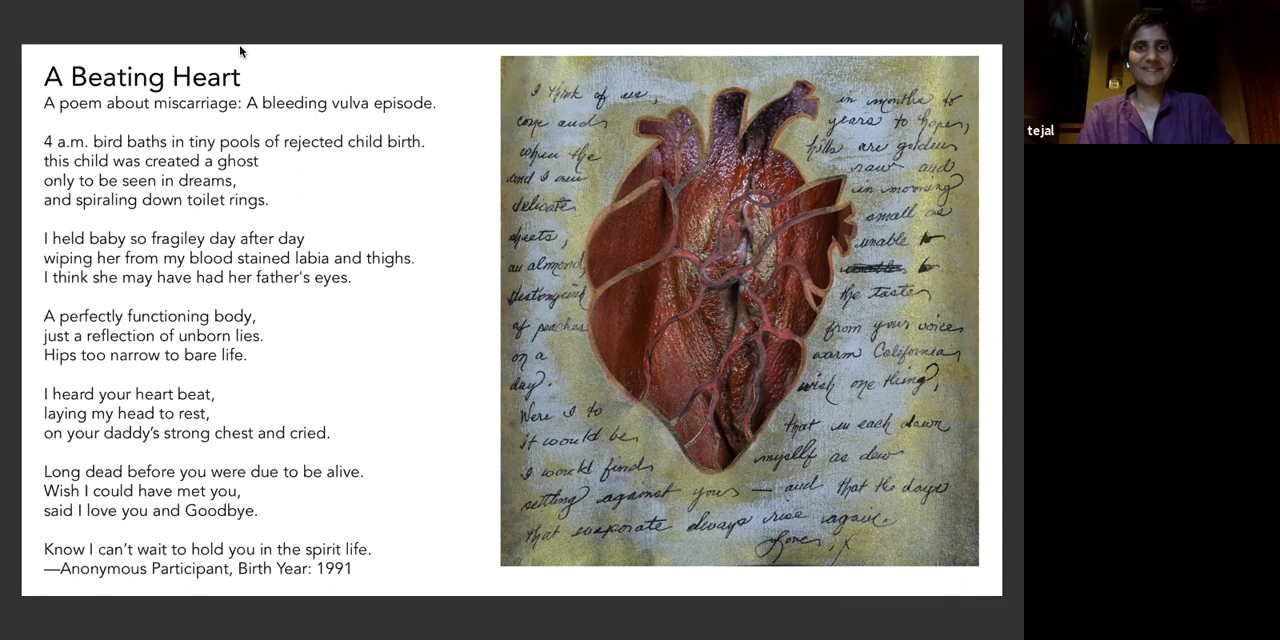 A Beating Heart
A poem about miscarriage: A bleeding vulva episode.
4 a.m. bird baths in tiny pools of rejected child birth.
this child was created a ghost
only to be seen in dreams,
and spiraling down toilet rings.
I held baby so fragiley day after day
wiping her from my blood stained labia and thighs.
I think she may have had her father's eyes.
A perfectly functioning body,
just a reflection of unborn lies.
Hips too narrow to bare life.
I heard your heart beat,
laying my head to rest,
on your daddy’s strong chest and cried.
Long dead before you were due to be alive.
Wish I could have met you,
said I love you and Goodbye.
Know I can’t wait to hold you in the spirit life.
—Anonymous Participant, Birth Year: 1991
I think of us, in months to
come and years to hope,
when the hills are golden
and I am raw and
delicate in morning
sheets, small as
an almond, unable to
distinguish the taste
of peaches from your voice
on a warm California
day. wish one thing,
Were I to
it would be that in each dawn
I would find myself as dew
settling against yours — and that the days
that evaporate always rise again.
Love, X
tejal